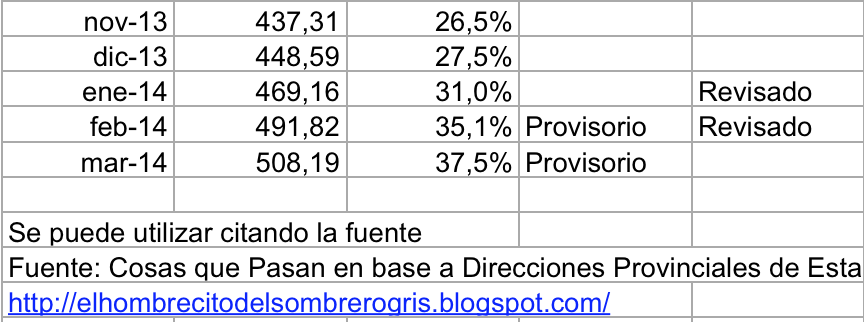 nov-13 437,31 26,5%
dic-13 448,59 27,5%
ene-14 469,16 31,0% Revisado
feb-14 491,82 35,1% Provisorio Revisado
mar-14 508,19 37,5% Provisorio
Se puede utilizar citando la fuente
Fuente: Cosas que Pasan en base a Direcciones Provinciales de Esta
http://elhombrecitodelsombrerogris.blogspot.com/